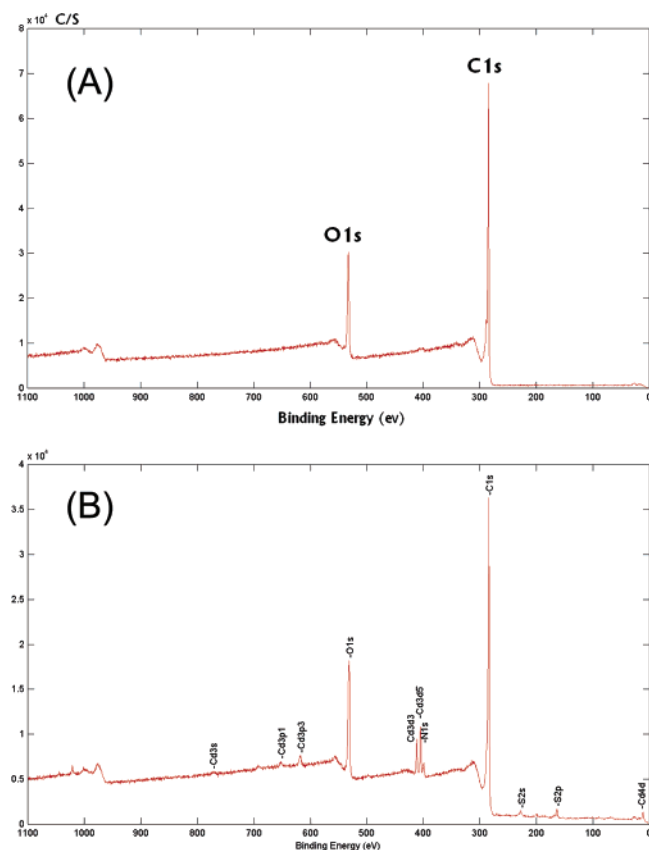 8 x 10⁴ C/S
(A)
C1s
7
6
5
4
O1s
3
2
1
0
1100 1000 900 800 700 600 500 400 300 200 100 0
Binding Energy (ev)
4 x 10⁴
(B)
-C1s
3.5
3
2.5
2
-O1s
1.5
Cd3d3
-Cd3d5
-N1s
1
-Cd3s
-Cd3p1
-Cd3p3
0.5
-S2s
-S2p
-Cd4d
0
1100 1000 900 800 700 600 500 400 300 200 100 0
Binding Energy (eV)